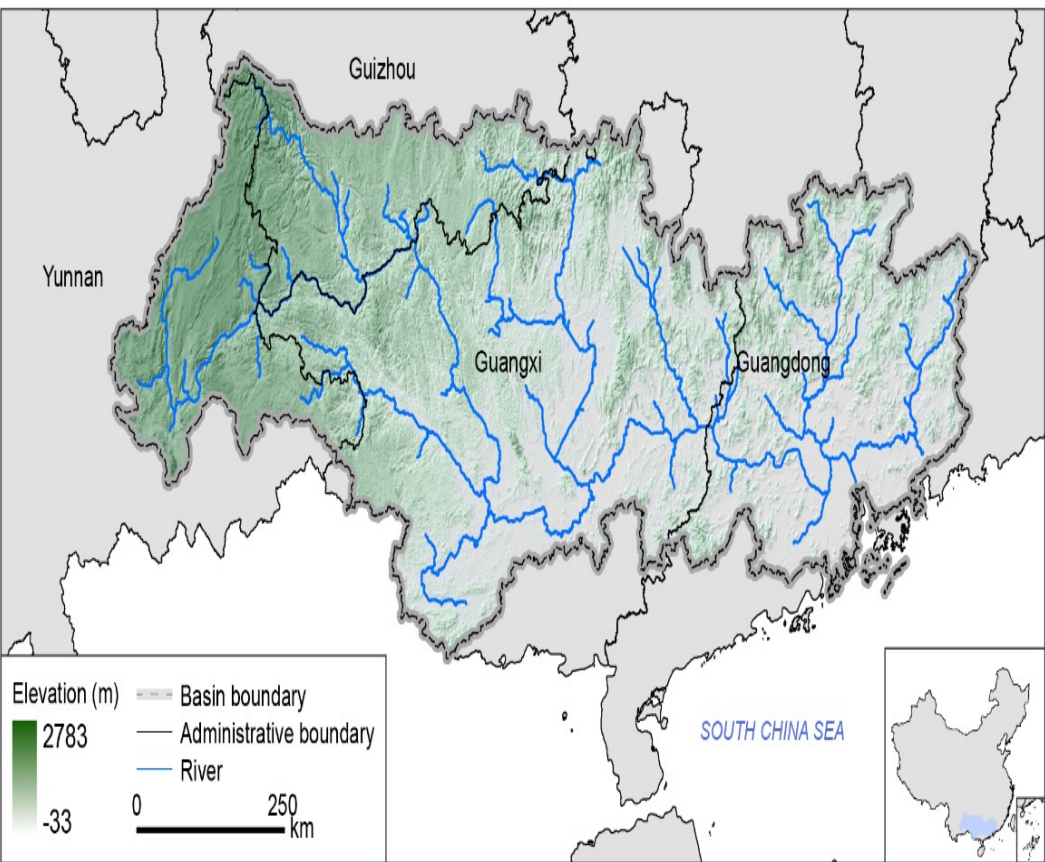 Guizhou
Yunnan
Guangxi
Guangdong
SOUTH CHINA SEA
Elevation (m)
2783
-33
Basin boundary
Administrative boundary
River
0 250
km